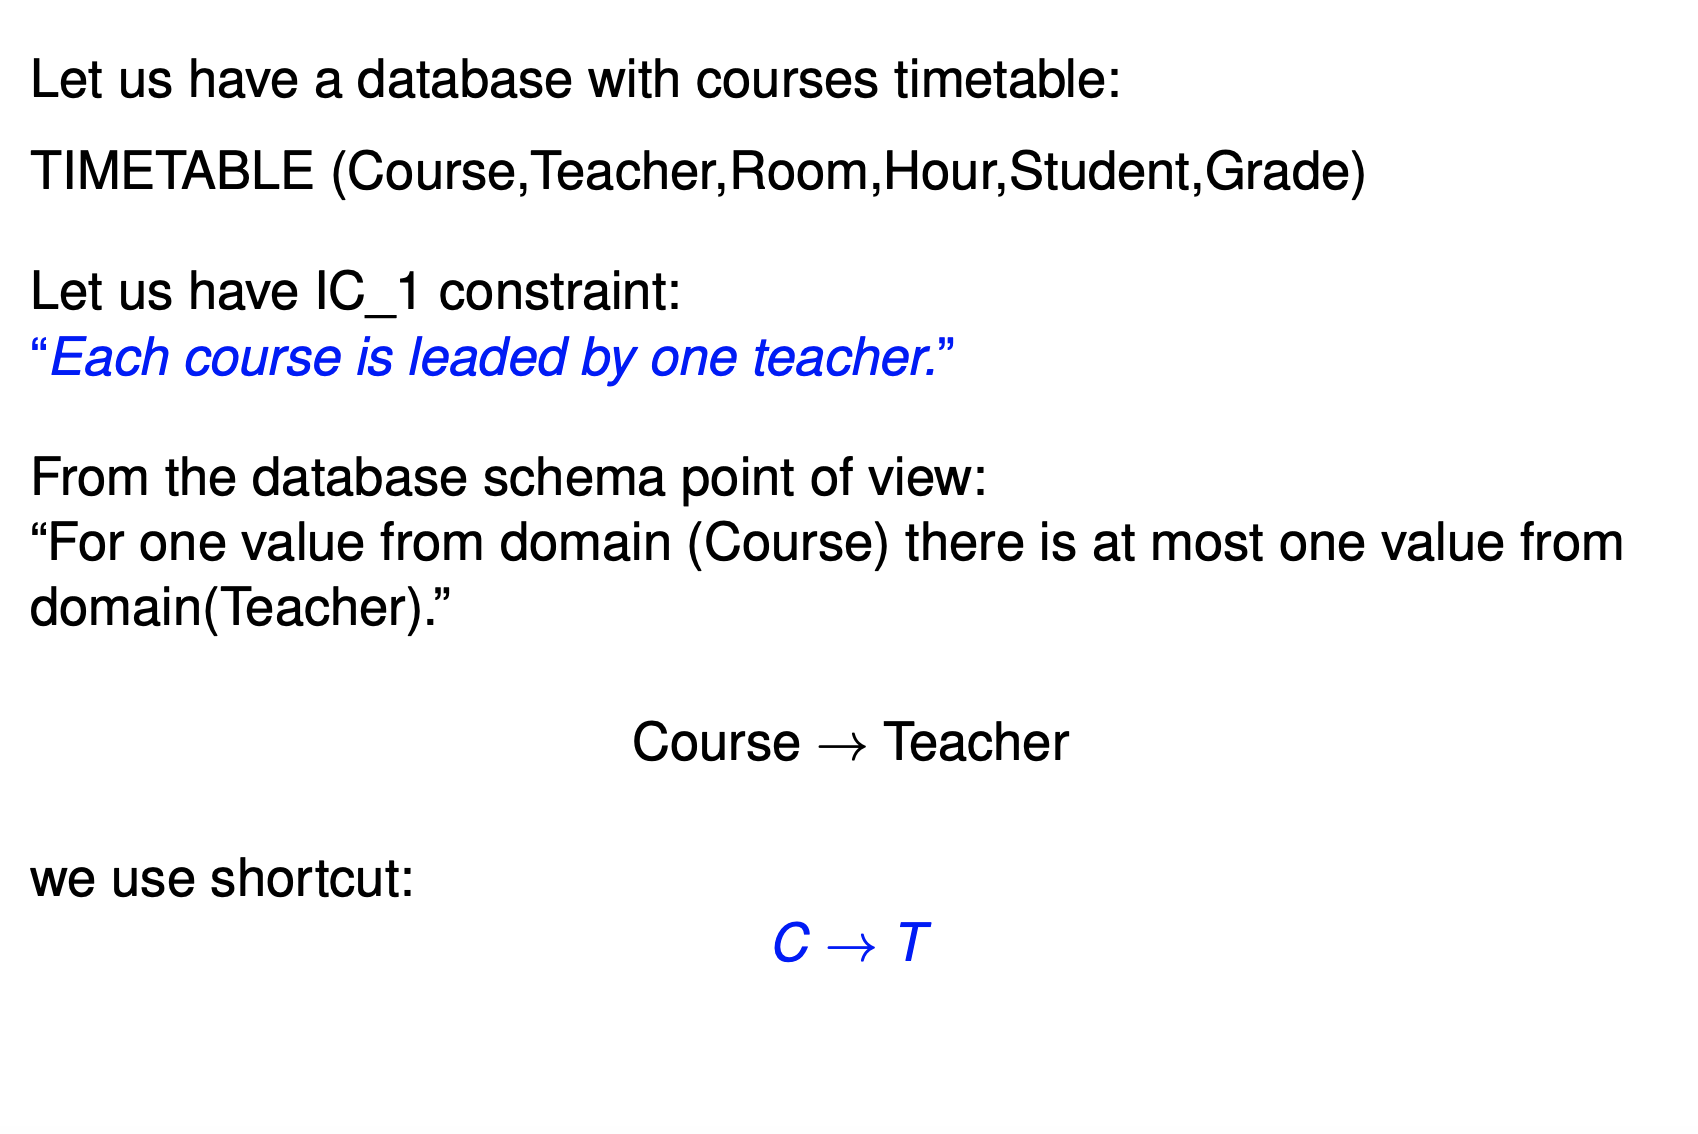 Let us have a database with courses timetable:
TIMETABLE (Course,Teacher,Room,Hour,Student,Grade)
Let us have IC_1 constraint:
“Each course is leaded by one teacher.”
From the database schema point of view:
“For one value from domain (Course) there is at most one value from
domain(Teacher).”
Course → Teacher
we use shortcut:
C → T